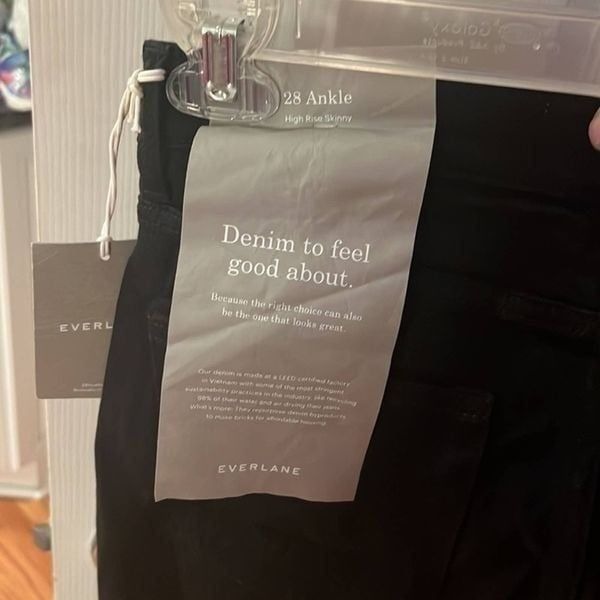 Galaxy
28 Ankle
High Rise Skinny
Denim to feel
good about.
Because the right choice can also
be the one that looks great.
Our denim is made at a LEED-certified factory
in Vietnam with some of the most stringent
sustainability practices in the industry, like recycling
98% of their water and air drying their jeans.
What's more: They repurpose denim byproducts
to make bricks for affordable housing.
EVERLANE
EVERL